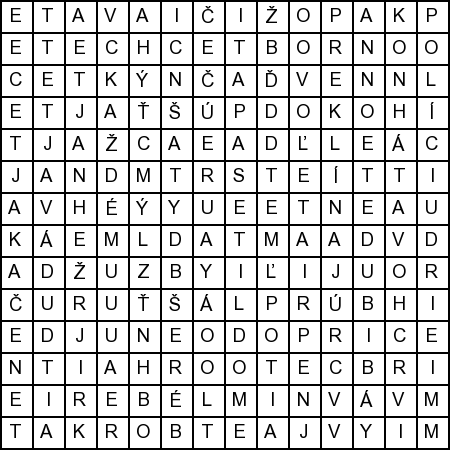 E T A V A I Č I Ž O P A K P
E T E C H C E T B O R N O O
C E T K Ý N Č A Ď V E N N L
E T J A Ť Š Ú P D O K O H Í
T J A Ž C A E A D Ľ L E Á C
J A N D M T R S T E Í T T I
A V H É Ý Y U E E T N E A U
K Á E M L D A T M A A D V D
A D Ž U Z B Y I Ľ I J U O R
Č U R U Ť Š Á L P R Ú B H I
E D J U N E O D O P R I C E
N T I A H R O O T E C B R I
E I R E B É L M I N V Á V M
T A K R O B T E A J V Y I M